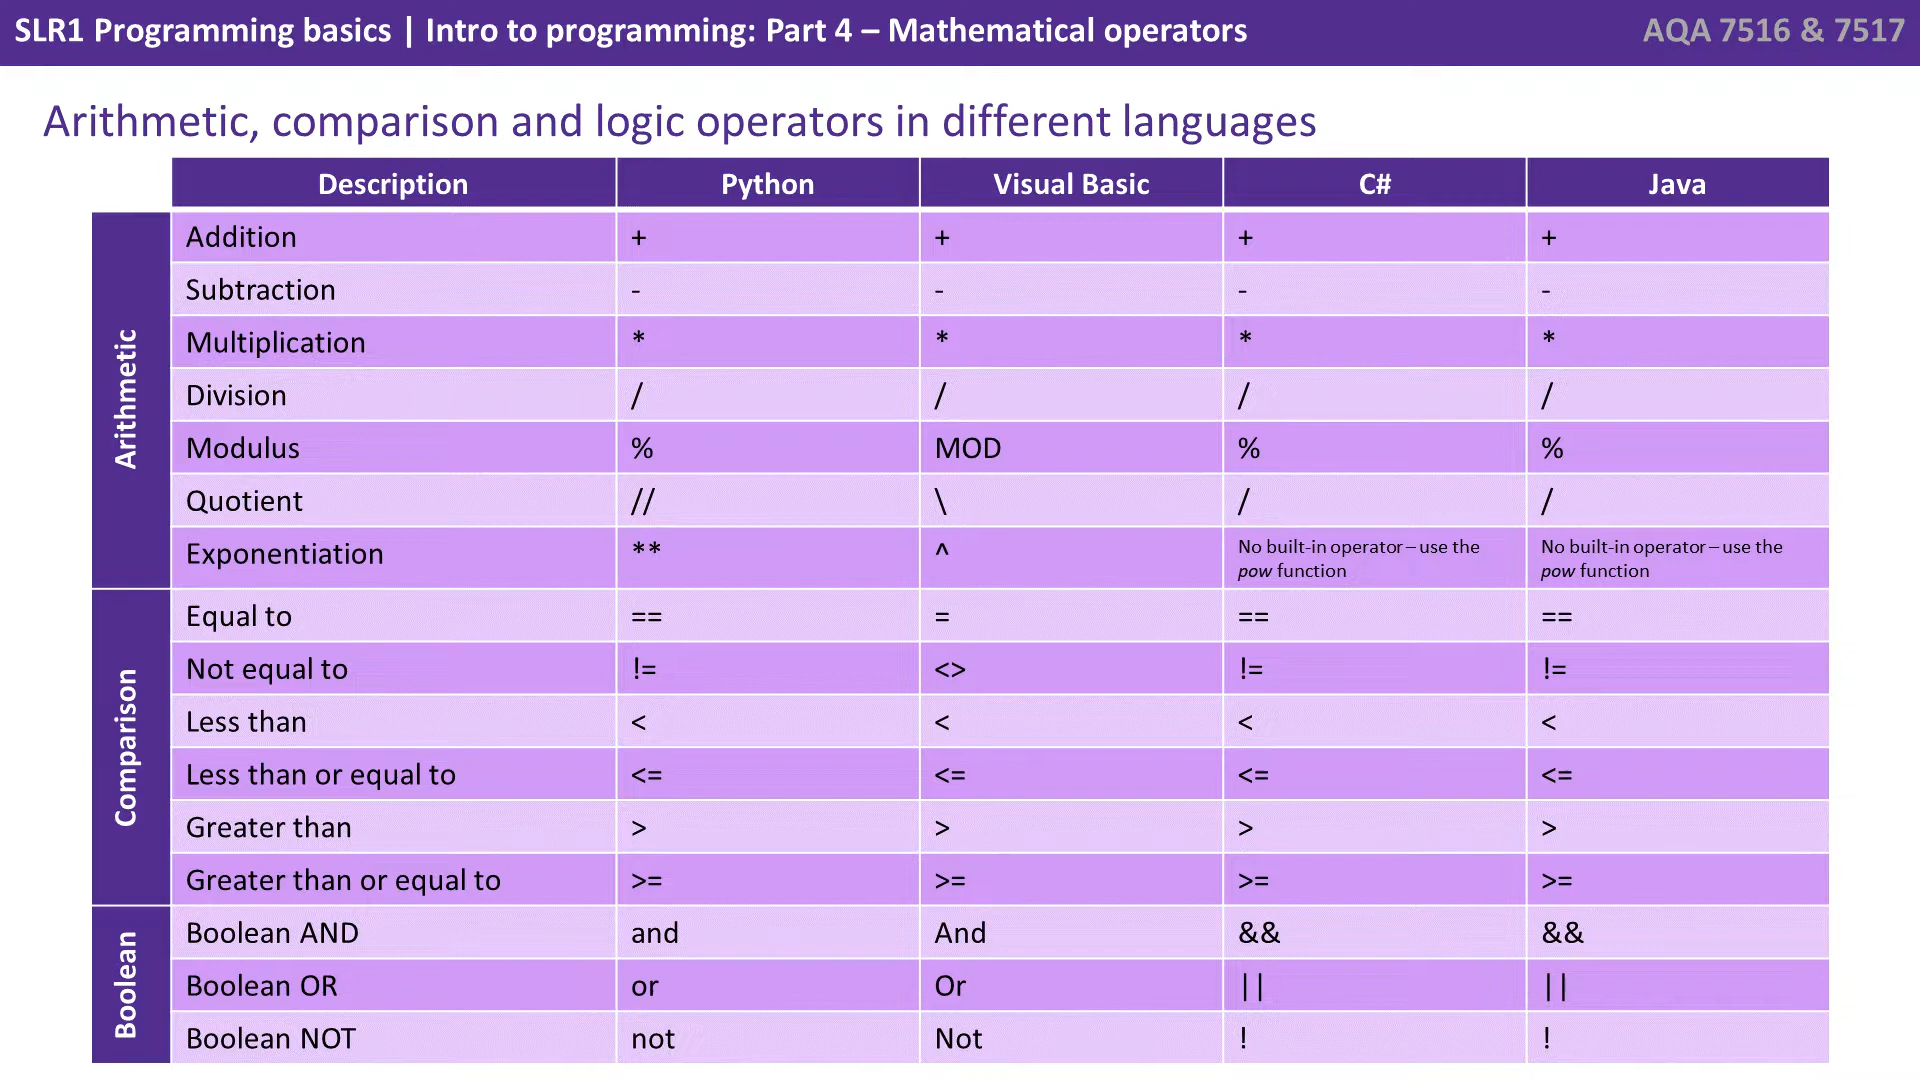 SLR1 Programming basics | Intro to programming: Part 4 – Mathematical operators
AQA 7516 & 7517
Arithmetic, comparison and logic operators in different languages
Description Python Visual Basic C# Java
Arithmetic
Addition + + + +
Subtraction - - - -
Multiplication * * * *
Division / / / /
Modulus % MOD % %
Quotient // \ / /
Exponentiation ** ^ No built-in operator – use the pow function No built-in operator – use the pow function
Comparison
Equal to == = == ==
Not equal to != <> != !=
Less than < < < <
Less than or equal to <= <= <= <=
Greater than > > > >
Greater than or equal to >= >= >= >=
Boolean
Boolean AND and And && &&
Boolean OR or Or || ||
Boolean NOT not Not ! !